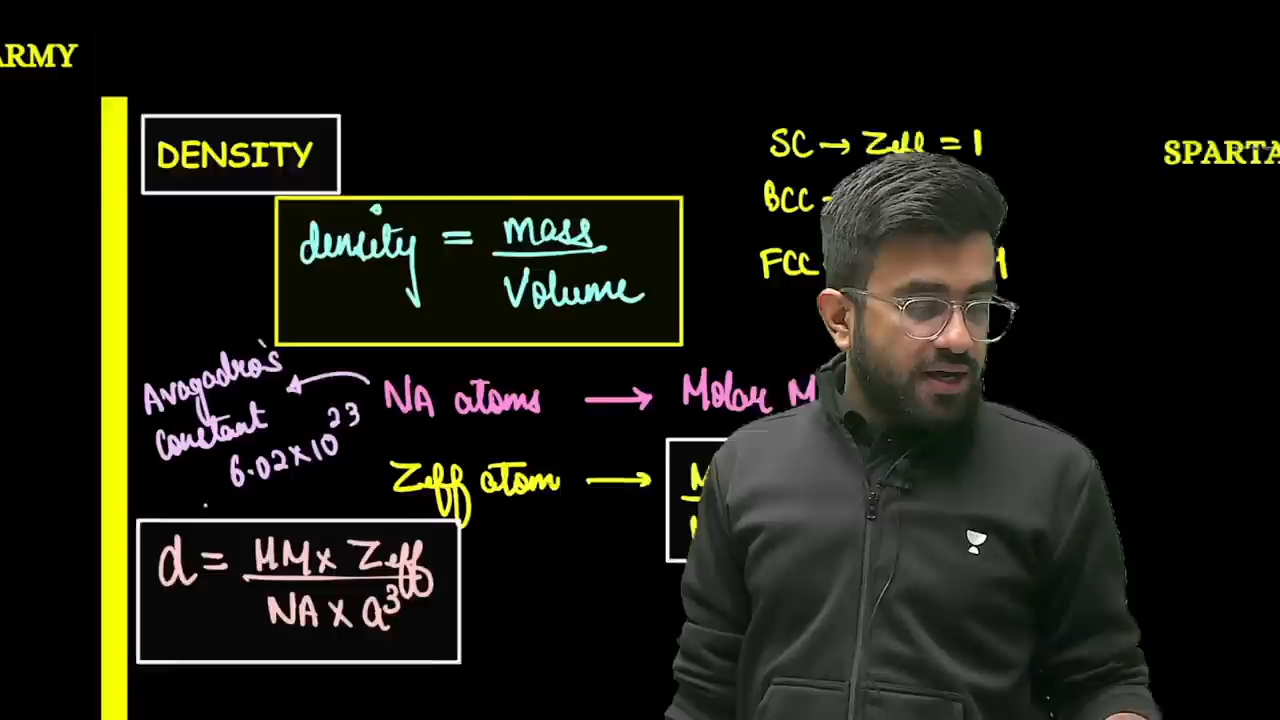 ARMY
DENSITY
SPARTA
density = mass
Volume
SC → Zeff = 1
BCC
FCC
Avagadro's
Constant
6.02×10²³
NA atoms → Molar M
Zeff atom →
d = MM × Zeff
NA × a³